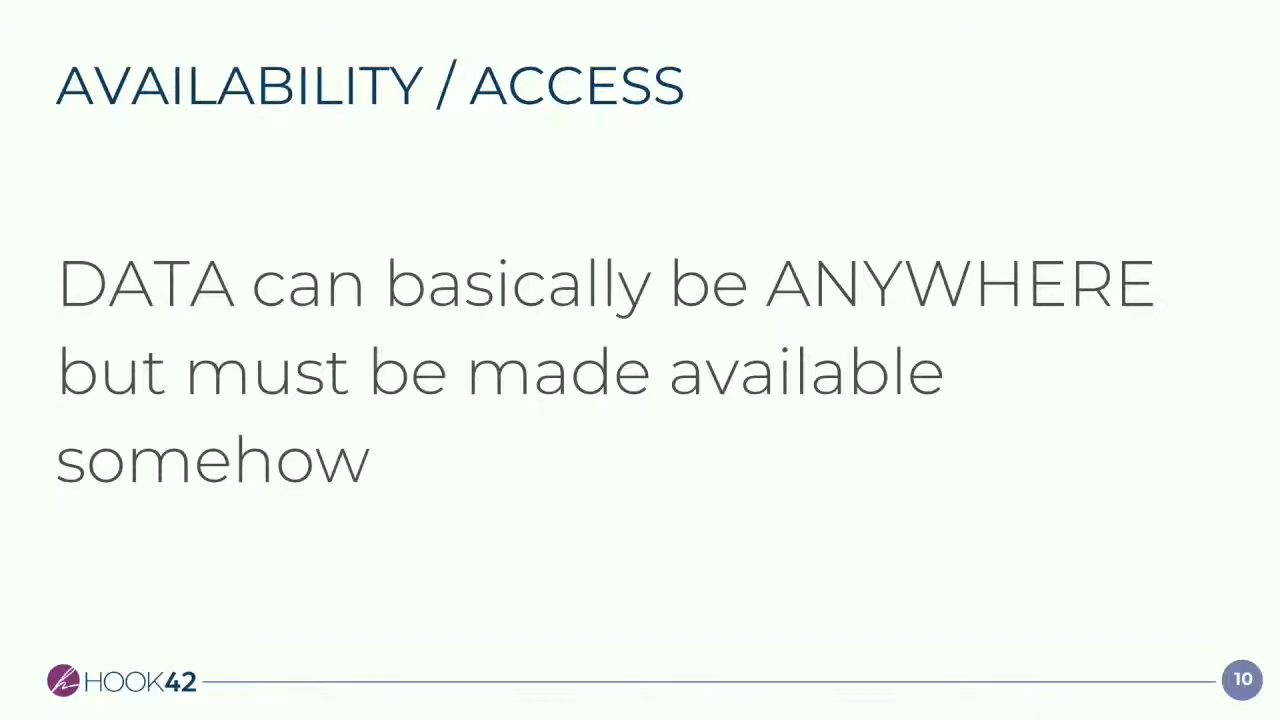 AVAILABILITY / ACCESS
DATA can basically be ANYWHERE
but must be made available
somehow
HOOK42
10